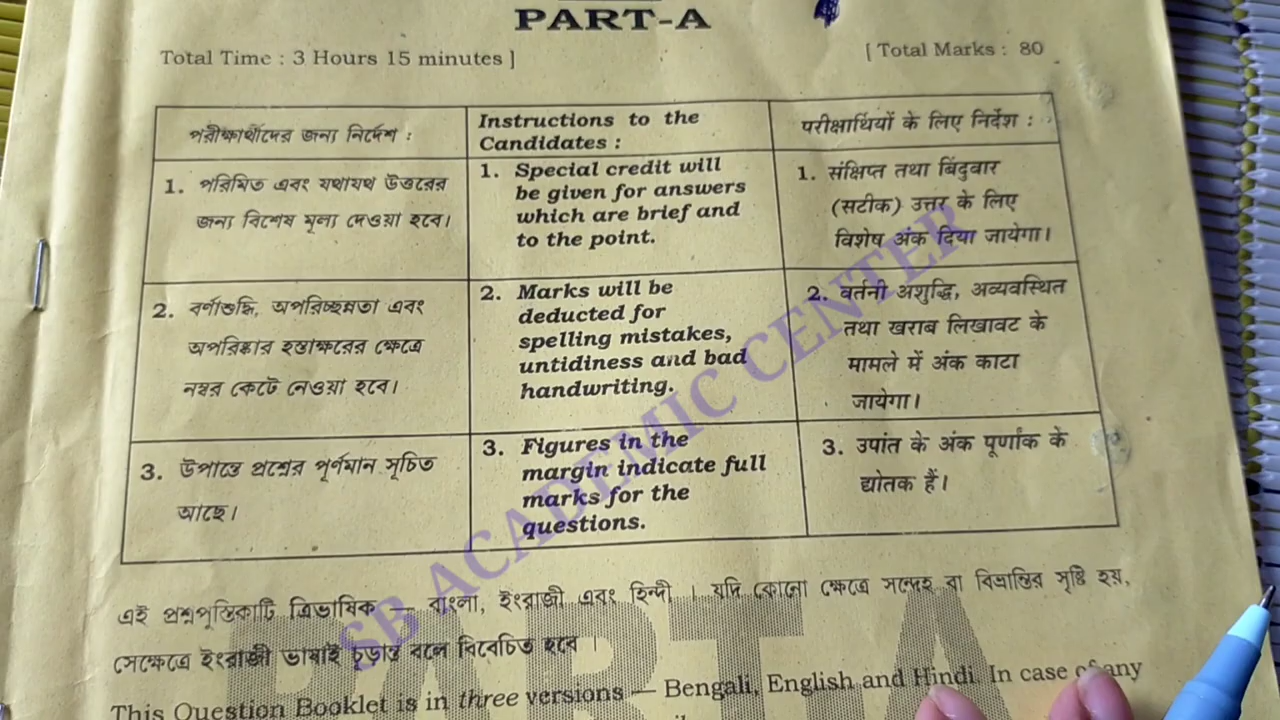 PART-A
Total Time : 3 Hours 15 minutes ]
[ Total Marks : 80
পরীক্ষার্থীদের জন্য নির্দেশ :
1. পরিমিত এবং যথাযথ উত্তরের
জন্য বিশেষ মূল্য দেওয়া হবে।
2. বর্ণাশুদ্ধি, অপরিচ্ছন্নতা এবং
অপরিষ্কার হস্তাক্ষরের ক্ষেত্রে
নম্বর কেটে নেওয়া হবে।
3. উপান্তে প্রশ্নের পূর্ণমান সূচিত
আছে।
Instructions to the
Candidates :
1. Special credit will
be given for answers
which are brief and
to the point.
2. Marks will be
deducted for
spelling mistakes,
untidiness and bad
handwriting.
3. Figures in the
margin indicate full
marks for the
questions.
परीक्षार्थियों के लिए निर्देश :
1. संक्षिप्त तथा बिंदुवार
(सटीक) उत्तर के लिए
विशेष अंक दिया जायेगा।
2. वर्तनी अशुद्धि, अव्यवस्थित
तथा खराब लिखावट के
मामले में अंक काटा
जायेगा।
3. उपांत के अंक पूर्णांक के
द्योतक हैं।
SB ACADEMIC CENTER
এই প্রশ্নপুস্তিকাটি ত্রিভাষিক — বাংলা, ইংরাজী এবং হিন্দী । যদি কোনো ক্ষেত্রে সন্দেহ বা বিভ্রান্তির সৃষ্টি হয়,
সেক্ষেত্রে ইংরাজী ভাষাই চূড়ান্ত বলে বিবেচিত হবে ।
PART-A
This Question Booklet is in three versions — Bengali, English and Hindi. In case of any